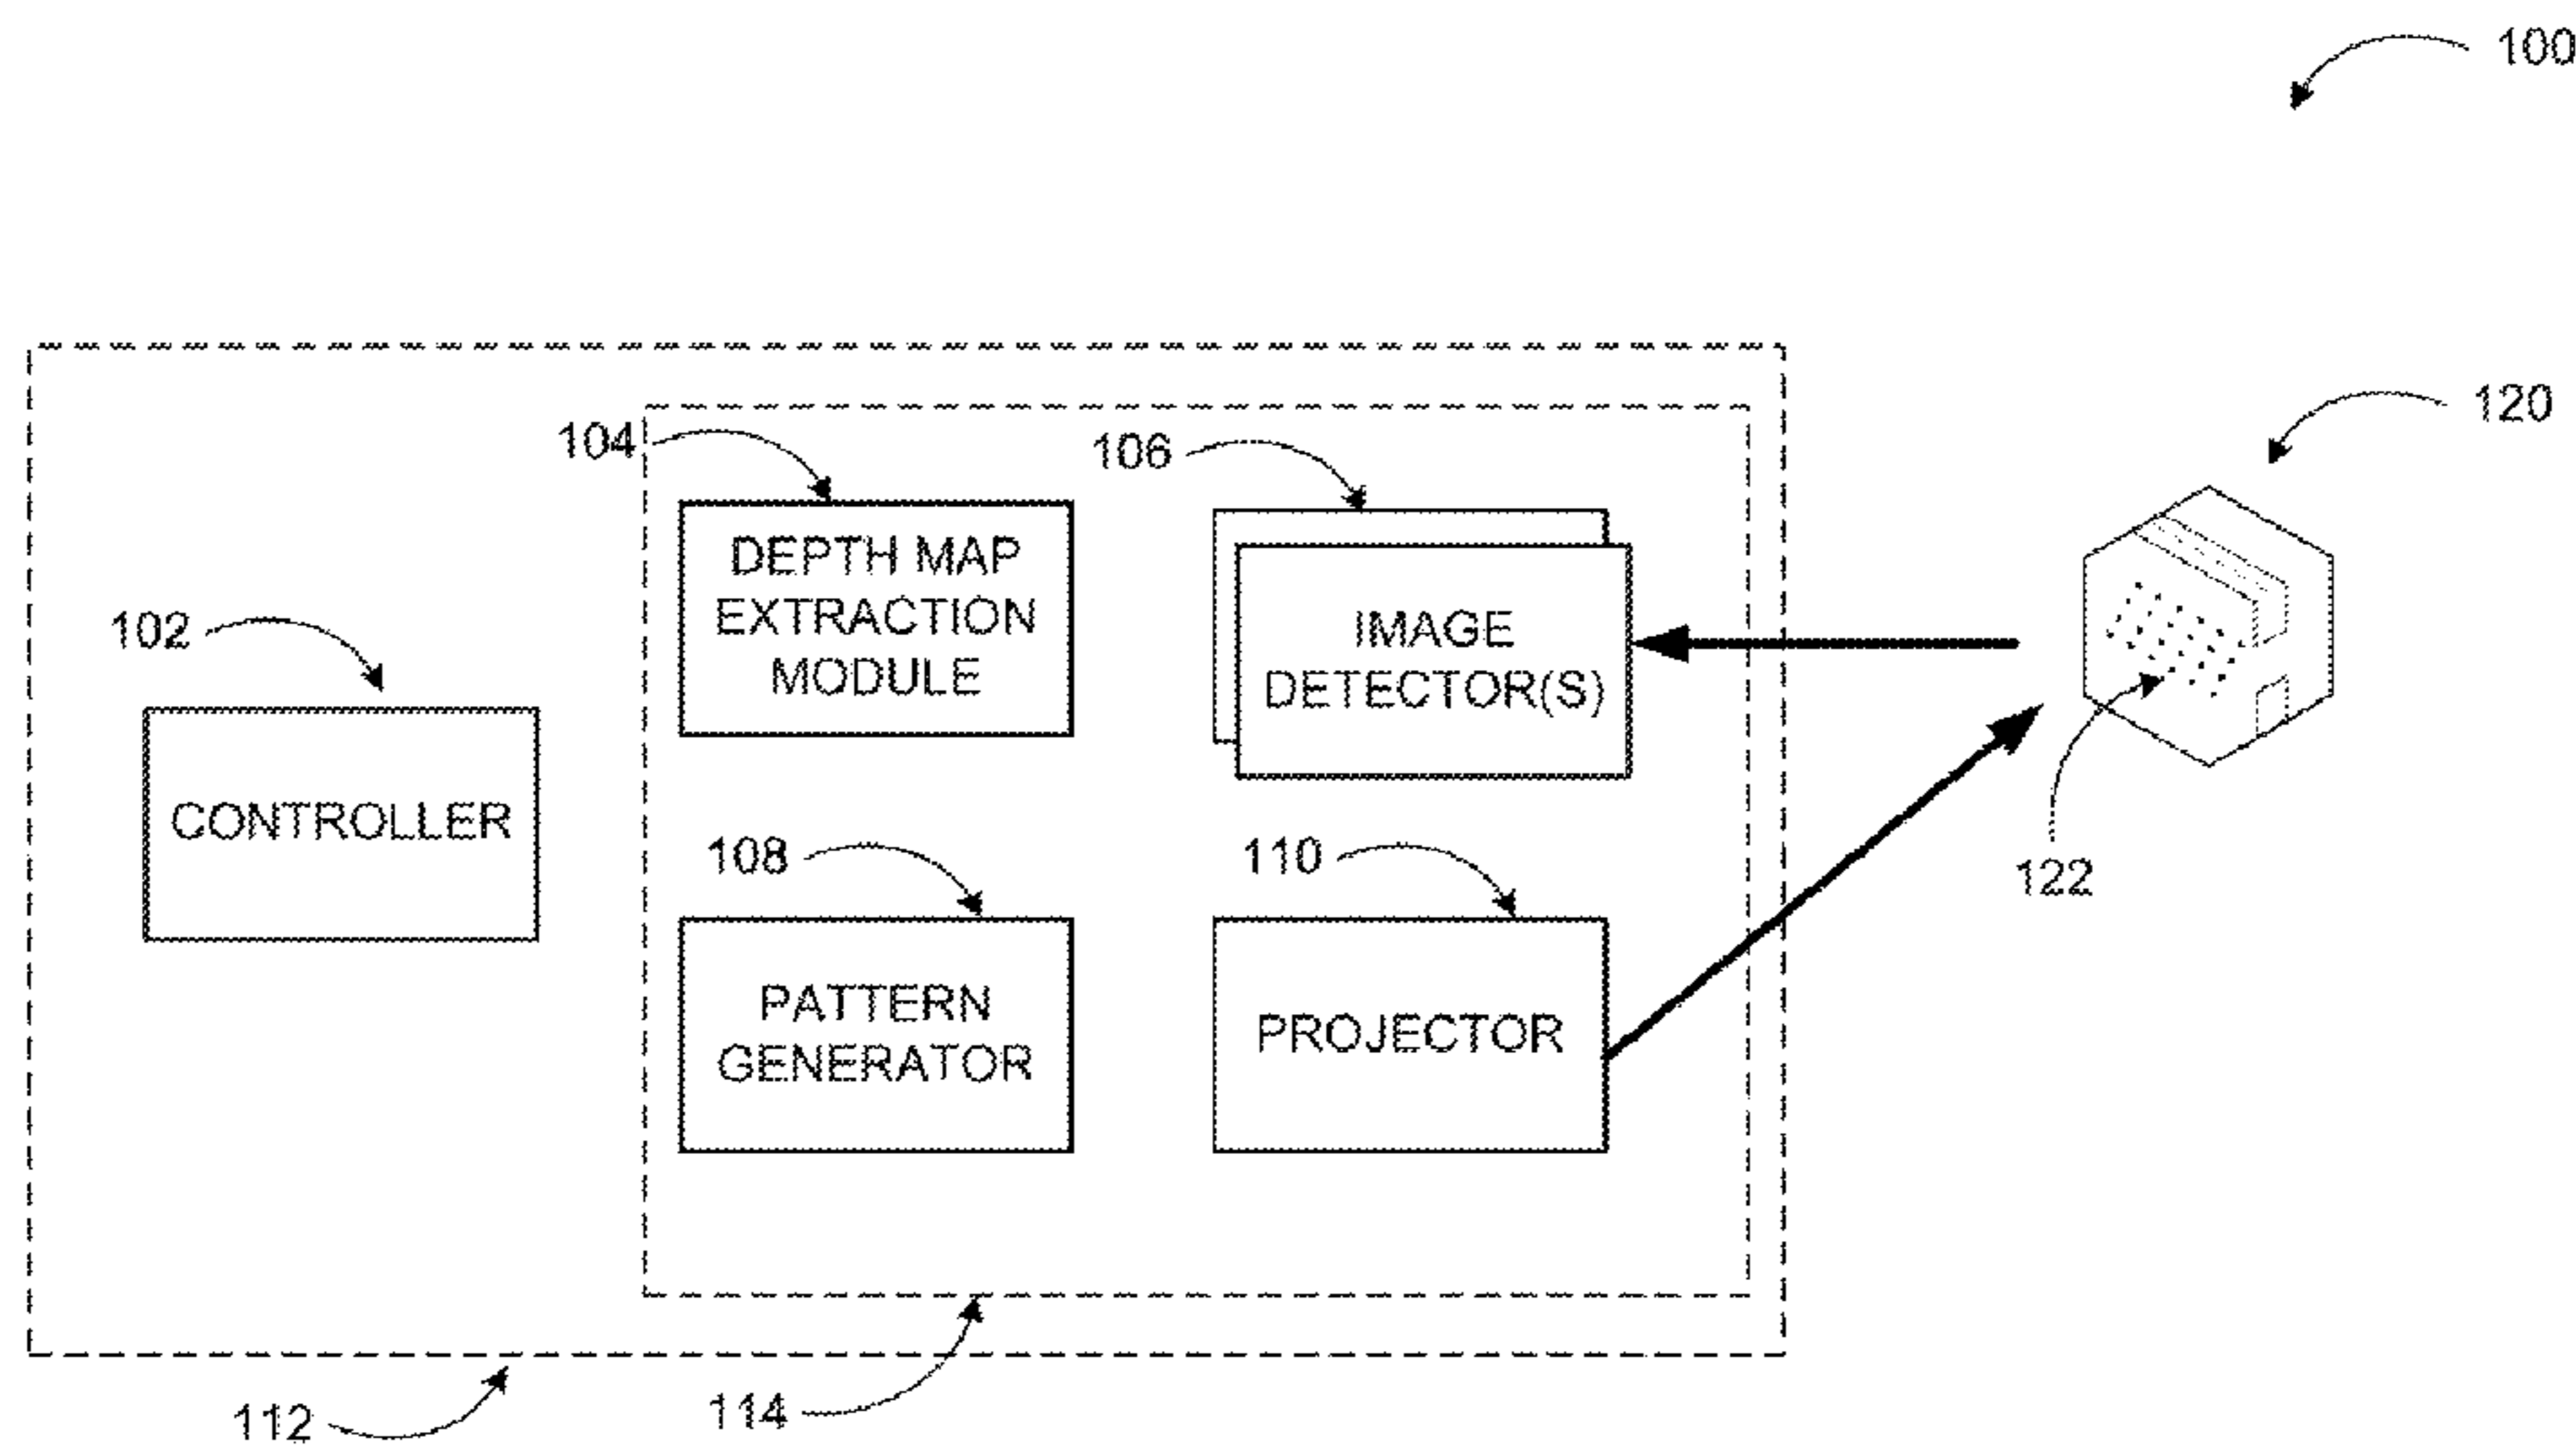 100
120
104
106
DEPTH MAP
EXTRACTION
MODULE
IMAGE
DETECTOR(S)
102
CONTROLLER
122
108
110
PATTERN
GENERATOR
PROJECTOR
112
114